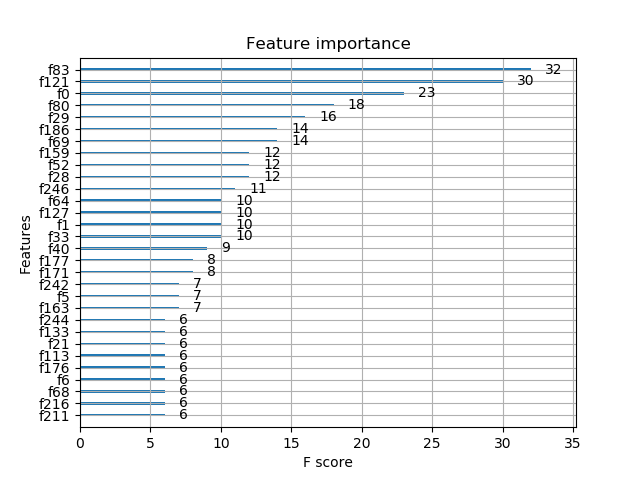 Feature importance
Features
f83 32
f121 30
f0 23
f80 18
f29 16
f186 14
f69 14
f159 12
f52 12
f28 12
f246 11
f64 10
f127 10
f1 10
f33 10
f40 9
f177 8
f171 8
f242 7
f5 7
f163 7
f244 6
f133 6
f21 6
f113 6
f176 6
f6 6
f68 6
f216 6
f211 6
0 5 10 15 20 25 30 35
F score